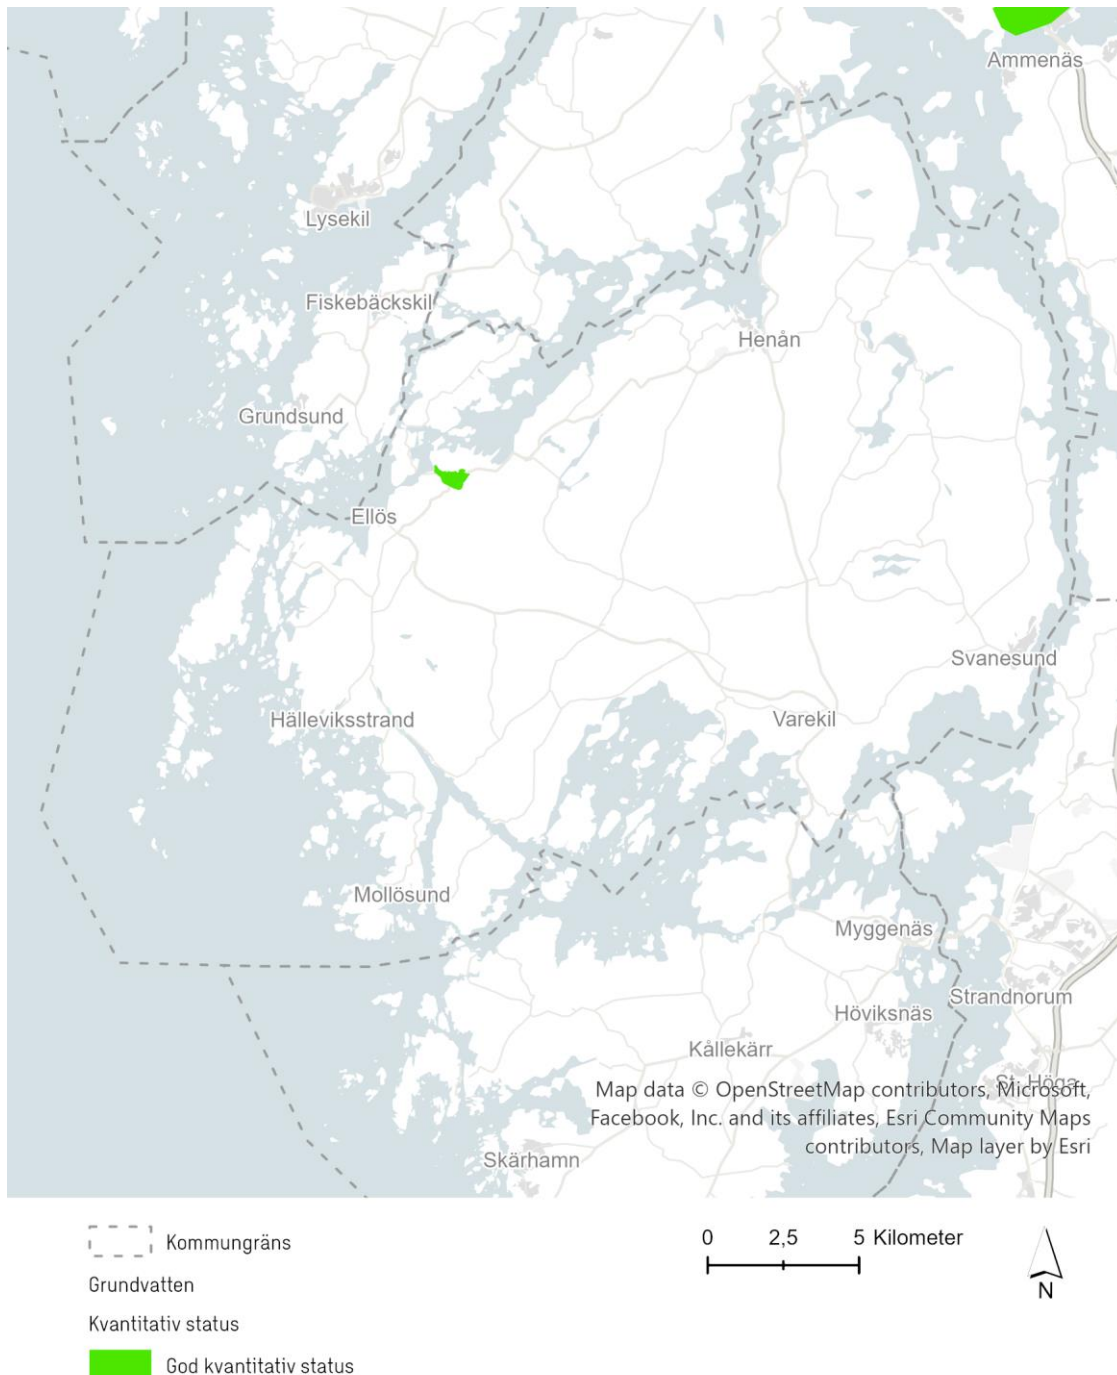 Ammenäs
Lysekil
Fiskebäckskil
Henån
Grundsund
Ellös
Svanesund
Hälleviksstrand
Varekil
Mollösund
Myggenäs
Strandnorum
Höviksnäs
Kållekärr
St. Höga
Map data © OpenStreetMap contributors, Microsoft,
Facebook, Inc. and its affiliates, Esri Community Maps
contributors, Map layer by Esri
Skärhamn
Kommungräns
0 2,5 5 Kilometer
Grundvatten
N
Kvantitativ status
God kvantitativ status